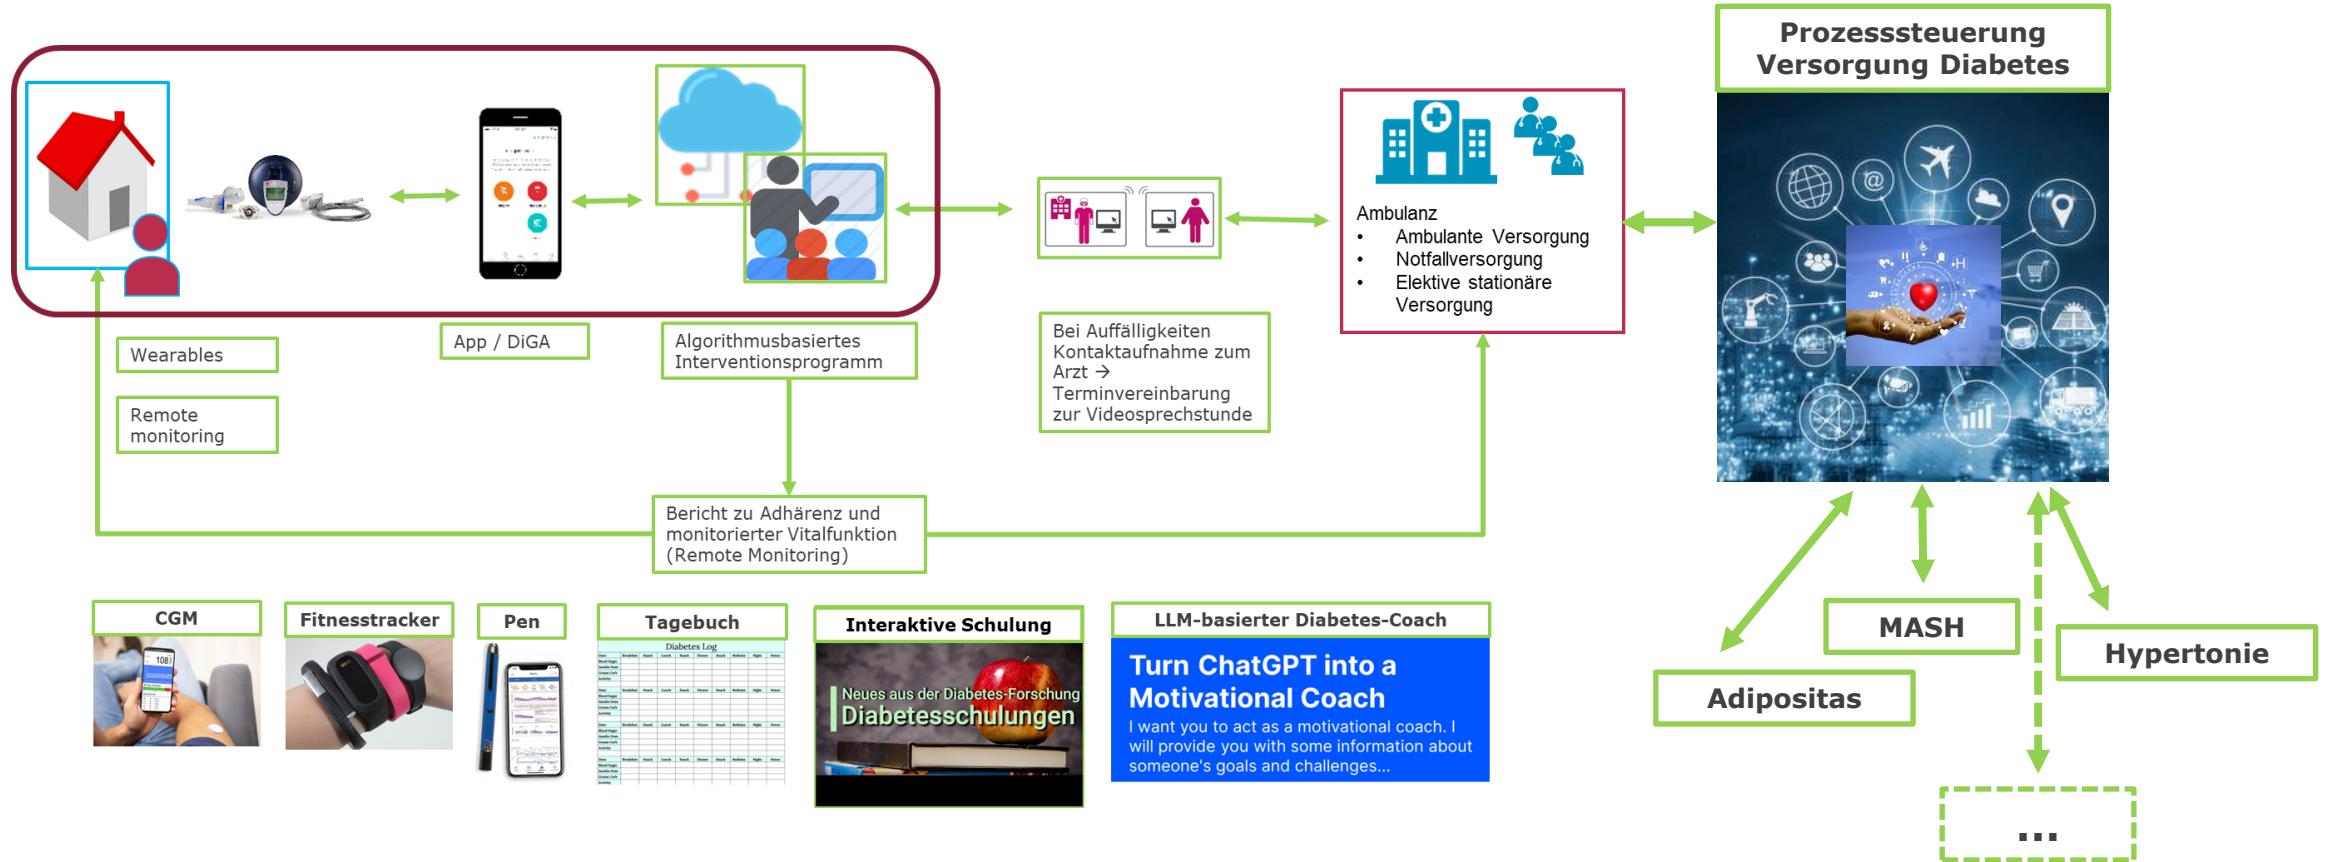 Prozesssteuerung
Versorgung Diabetes
Ambulanz
• Ambulante Versorgung
• Notfallversorgung
• Elektive stationäre
Versorgung
Wearables
Remote
monitoring
App / DiGA
Algorithmusbasiertes
Interventionsprogramm
Bei Auffälligkeiten
Kontaktaufnahme zum
Arzt →
Terminvereinbarung
zur Videosprechstunde
Bericht zu Adhärenz und
monitorierter Vitalfunktion
(Remote Monitoring)
CGM
108
Fitnesstracker
Pen
Tagebuch
Diabetes Log
Interaktive Schulung
Neues aus der Diabetes-Forschung
Diabetesschulungen
LLM-basierter Diabetes-Coach
Turn ChatGPT into a
Motivational Coach
I want you to act as a motivational coach. I
will provide you with some information about
someone's goals and challenges...
MASH
Hypertonie
Adipositas
...